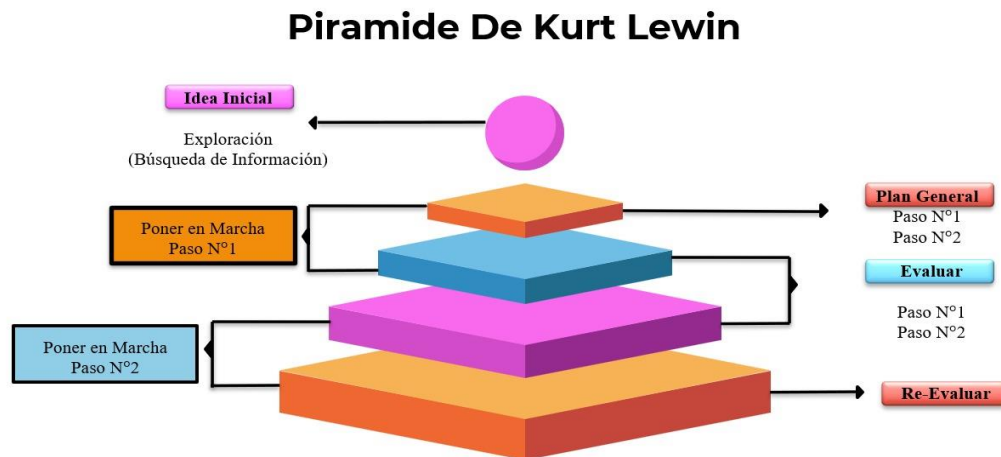 Piramide De Kurt Lewin
Idea Inicial
Exploración
(Búsqueda de Información)
Plan General
Paso N°1
Paso N°2
Poner en Marcha
Paso N°1
Evaluar
Paso N°1
Paso N°2
Poner en Marcha
Paso N°2
Re-Evaluar